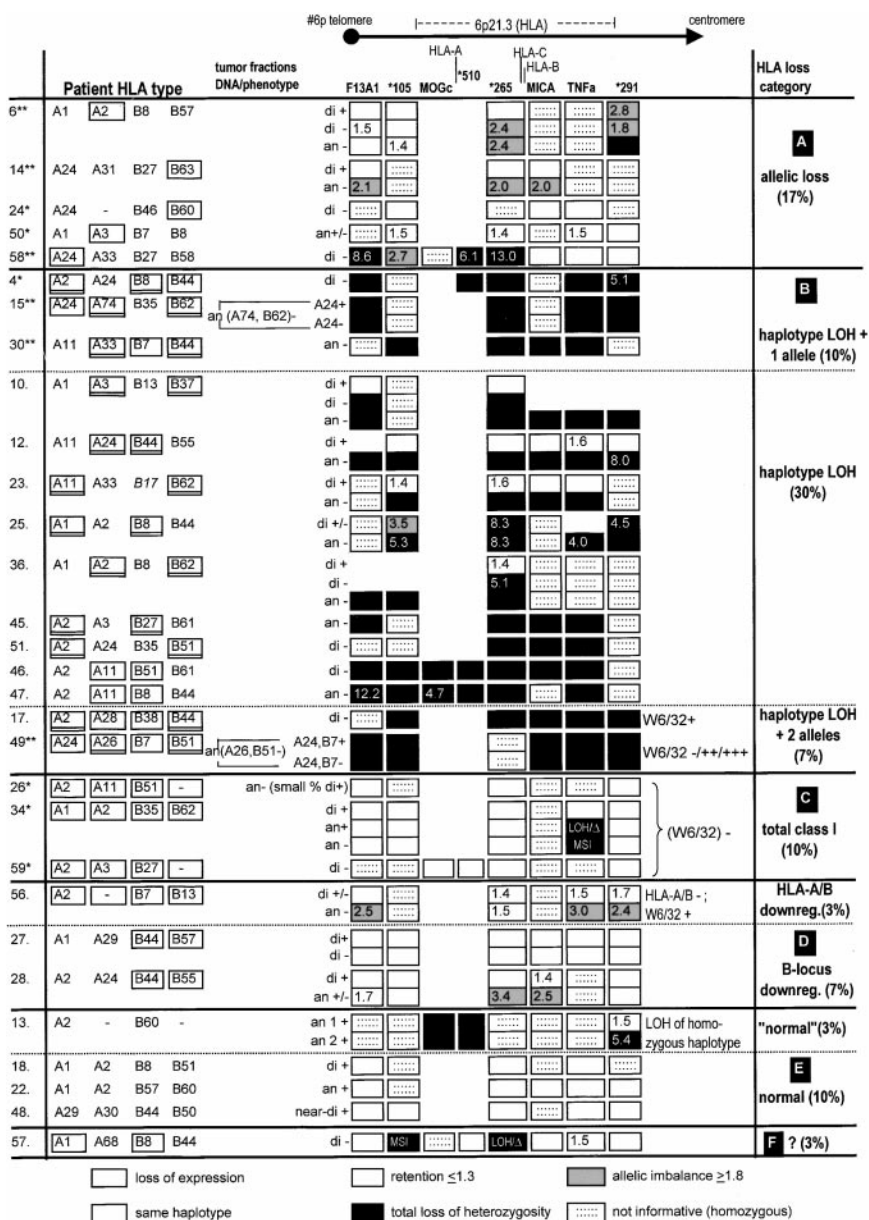 #6p telomere |---------- 6p21.3 (HLA) ----------| centromere
HLA-C
HLA-A HLA-B
tumor fractions
DNA/phenotype
HLA loss
category
Patient HLA type F13A1 *105 MOGc *510 *265 MICA TNFa *291
6** A1 A2 B8 B57 di + 2.8
di - 1.5 2.4 1.8
an - 1.4 2.4
A
allelic loss
(17%)
14** A24 A31 B27 B63 di +
an - 2.1 2.0 2.0
24* A24 - B46 B60 di -
50* A1 A3 B7 B8 an+/- 1.5 1.4 1.5
58** A24 A33 B27 B58 di - 8.6 2.7 6.1 13.0
4* A2 A24 B8 B44 di - 5.1
B
15** A24 A74 B35 B62 an (A74, B62)- A24+
A24-
haplotype LOH +
1 allele (10%)
30** A11 A33 B7 B44 an -
10. A1 A3 B13 B37 di +
di -
an -
12. A11 A24 B44 B55 di + 1.6
an - 8.0
haplotype LOH
(30%)
23. A11 A33 B17 B62 di + 1.4 1.6
an -
25. A1 A2 B8 B44 di +/- 3.5 8.3 4.5
an - 5.3 8.3 4.0
36. A1 A2 B8 B62 di + 1.4
di - 5.1
an -
45. A2 A3 B27 B61 an -
51. A2 A24 B35 B51 di -
46. A2 A11 B51 B61 di -
47. A2 A11 B8 B44 an - 12.2 4.7
17. A2 A28 B38 B44 di - W6/32+
haplotype LOH
+ 2 alleles
(7%)
49** A24 A26 B7 B51 an(A26,B51-) A24,B7+
A24,B7-
W6/32 -/++/+++
26* A2 A11 B51 - an- (small % di+)
C
total class I
(10%)
34* A1 A2 B35 B62 di +
an+ LOH/Δ
an - MSI
(W6/32) -
59* A2 A3 B27 - di -
56. A2 - B7 B13 di +/- 1.4 1.5 1.7 HLA-A/B - ;
an - 2.5 1.5 3.0 2.4 W6/32 +
HLA-A/B
downreg.(3%)
27. A1 A29 B44 B57 di+
di -
D
B-locus
downreg. (7%)
28. A2 A24 B44 B55 di + 1.4
an +/- 1.7 3.4 2.5
13. A2 - B60 - an 1 + 1.5 LOH of homo-
an 2 + 5.4 zygous haplotype
"normal"(3%)
18. A1 A2 B8 B51 di +
E
normal (10%)
22. A1 A2 B57 B60 an +
48. A29 A30 B44 B50 near-di +
57. A1 A68 B8 B44 di - MSI LOH/Δ 1.5 F ? (3%)
loss of expression retention ≤1.3 allelic imbalance ≥1.8
same haplotype total loss of heterozygosity not informative (homozygous)